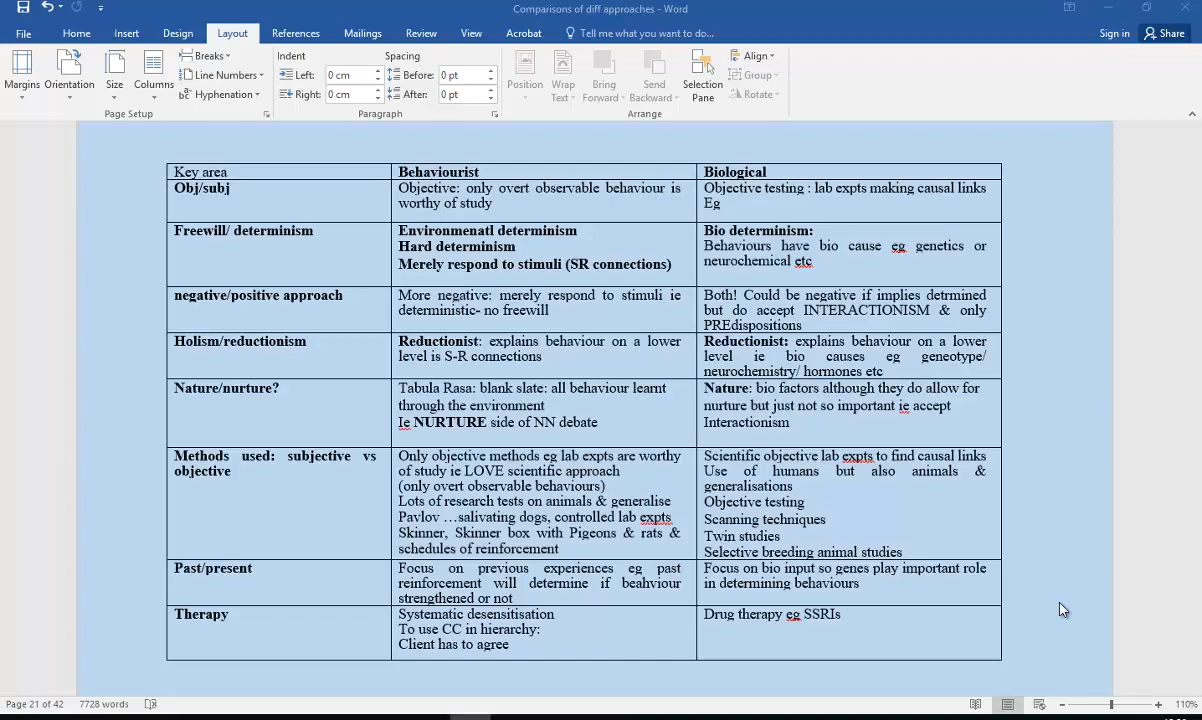 Comparisons of diff approaches - Word
File Home Insert Design Layout References Mailings Review View Acrobat Tell me what you want to do... Sign in Share
Margins Orientation Size Columns
Breaks
Line Numbers
Hyphenation
Page Setup
Indent Spacing
Left: 0 cm Before: 0 pt
Right: 0 cm After: 0 pt
Paragraph
Position Wrap Text Bring Forward Send Backward Selection Pane
Align
Group
Rotate
Arrange
Key area Behaviourist Biological
Obj/subj
Objective: only overt observable behaviour is
worthy of study
Objective testing : lab expts making causal links
Eg
Freewill/ determinism
Environmenatl determinism
Hard determinism
Merely respond to stimuli (SR connections)
Bio determinism:
Behaviours have bio cause eg genetics or
neurochemical etc
negative/positive approach
More negative: merely respond to stimuli ie
deterministic- no freewill
Both! Could be negative if implies detrmined
but do accept INTERACTIONISM & only
PREdispositions
Holism/reductionism
Reductionist: explains behaviour on a lower
level is S-R connections
Reductionist: explains behaviour on a lower
level ie bio causes eg geneotype/
neurochemistry/ hormones etc
Nature/nurture?
Tabula Rasa: blank slate: all behaviour learnt
through the environment
Ie NURTURE side of NN debate
Nature: bio factors although they do allow for
nurture but just not so important ie accept
Interactionism
Methods used: subjective vs
objective
Only objective methods eg lab expts are worthy
of study ie LOVE scientific approach
(only overt observable behaviours)
Lots of research tests on animals & generalise
Pavlov …salivating dogs, controlled lab expts
Skinner, Skinner box with Pigeons & rats &
schedules of reinforcement
Scientific objective lab expts to find causal links
Use of humans but also animals &
generalisations
Objective testing
Scanning techniques
Twin studies
Selective breeding animal studies
Past/present
Focus on previous experiences eg past
reinforcement will determine if beahviour
strengthened or not
Focus on bio input so genes play important role
in determining behaviours
Therapy
Systematic desensitisation
To use CC in hierarchy:
Client has to agree
Drug therapy eg SSRIs
Page 21 of 42 7728 words 110%